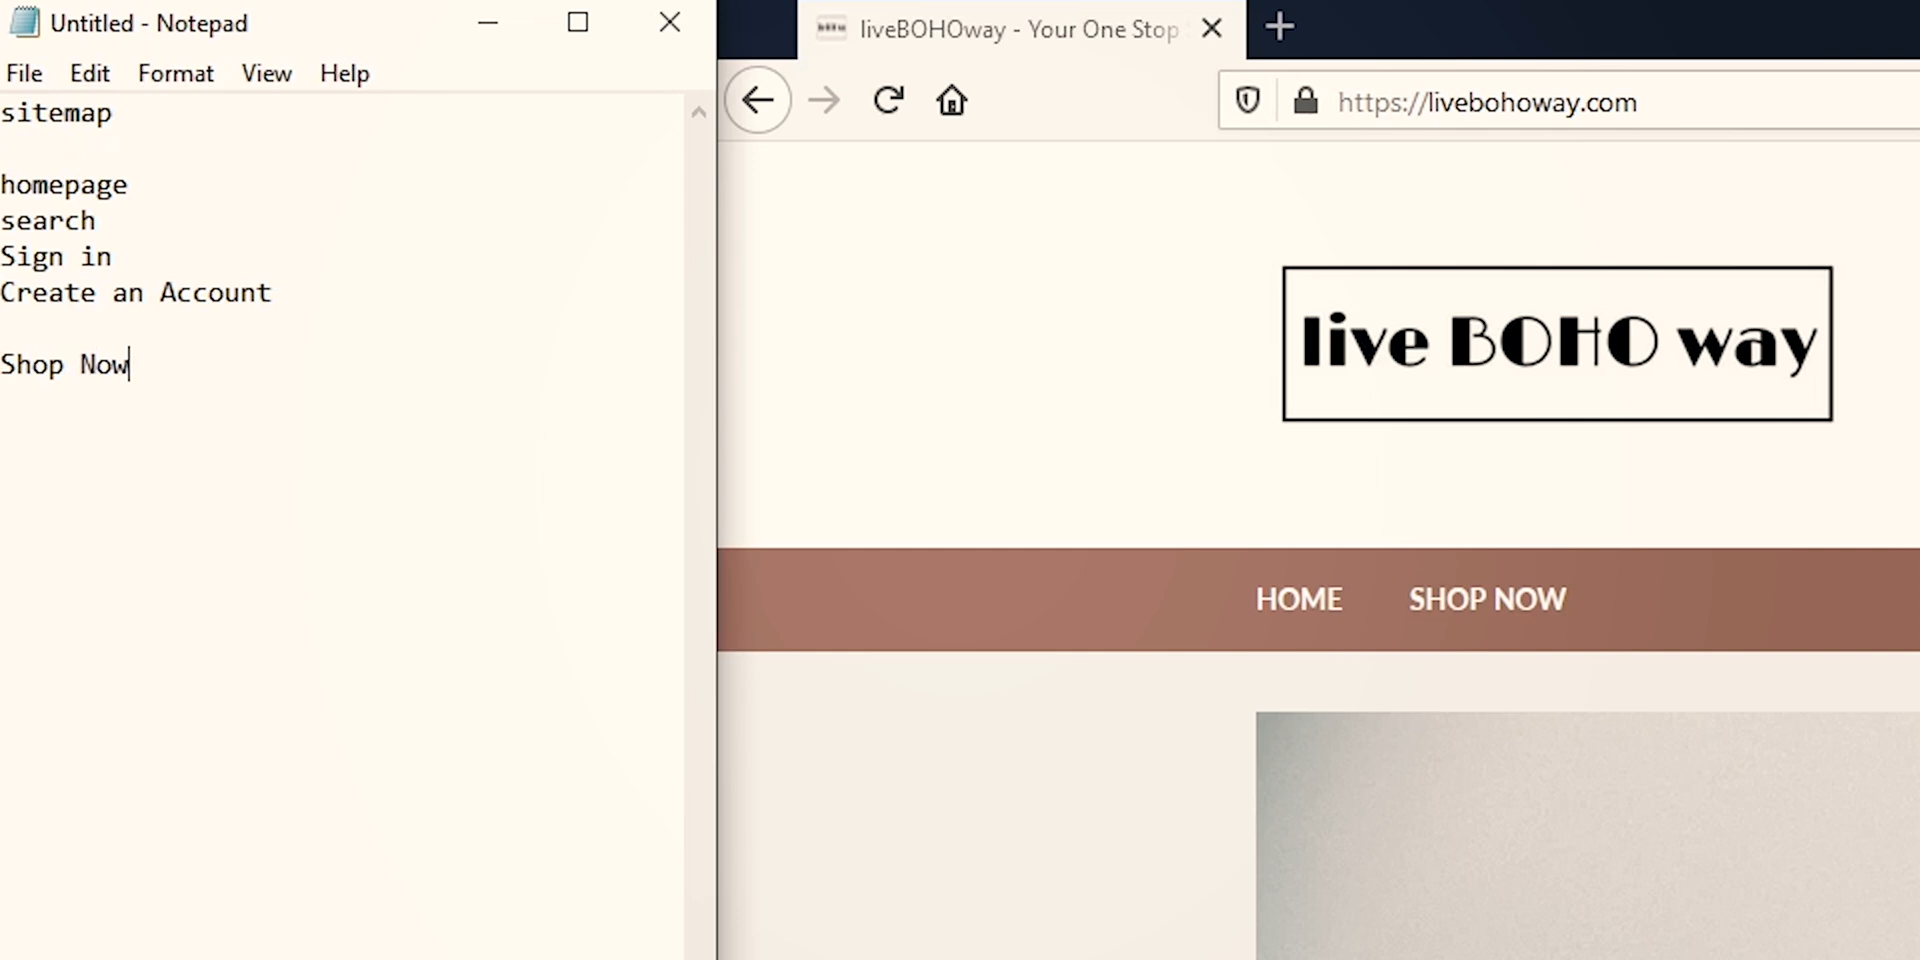 Untitled - Notepad
File Edit Format View Help
sitemap
homepage
search
Sign in
Create an Account
Shop Now
liveBOHOway - Your One Stop
https://livebohoway.com
live BOHO way
HOME SHOP NOW